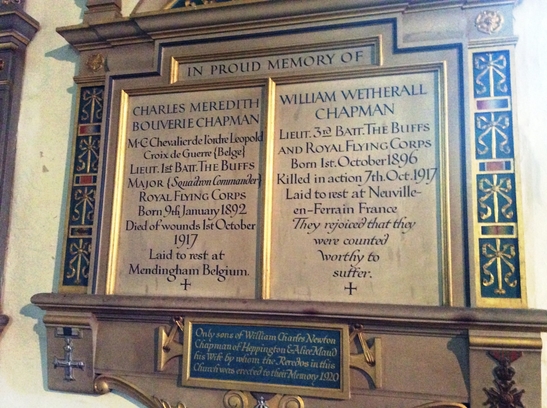 IN PROUD MEMORY OF
CHARLES MEREDITH
BOUVERIE CHAPMAN
M·C Chevalier de l'ordre Leopold
Croix de Guerre (Belge)
LIEUT. 1st BATT. THE BUFFS
MAJOR (Squadron Commander)
ROYAL FLYING CORPS
Born 9th January 1892
Died of wounds 1st October
1917
Laid to rest at
Mendingham Belgium.
WILLIAM WETHERALL
CHAPMAN
LIEUT. 3rd BATT. THE BUFFS
AND ROYAL FLYING CORPS
Born 1st. October 1896
Killed in action 7th. Oct. 1917
Laid to rest at Neuville-
en-Ferrain France
They rejoiced that they
were counted
worthy to
suffer.
Only sons of William Charles Newton
Chapman of Heppington & Alice Maud
his Wife by whom the Reredos in this
Church were erected to their Memory 1920